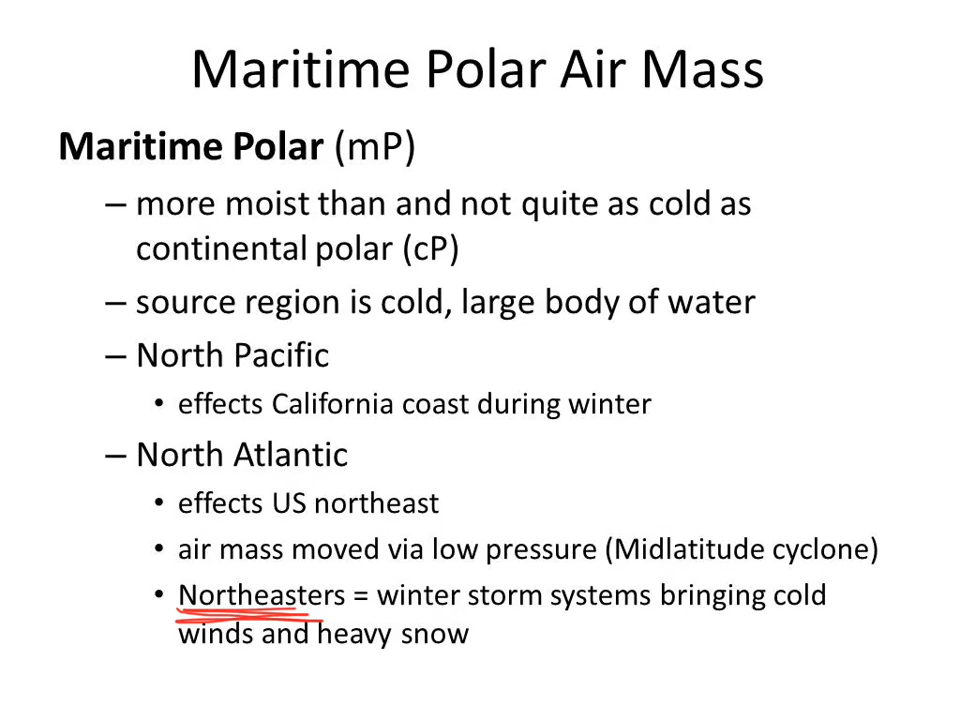 Maritime Polar Air Mass
Maritime Polar (mP)
– more moist than and not quite as cold as
continental polar (cP)
– source region is cold, large body of water
– North Pacific
• effects California coast during winter
– North Atlantic
• effects US northeast
• air mass moved via low pressure (Midlatitude cyclone)
• Northeasters = winter storm systems bringing cold
winds and heavy snow